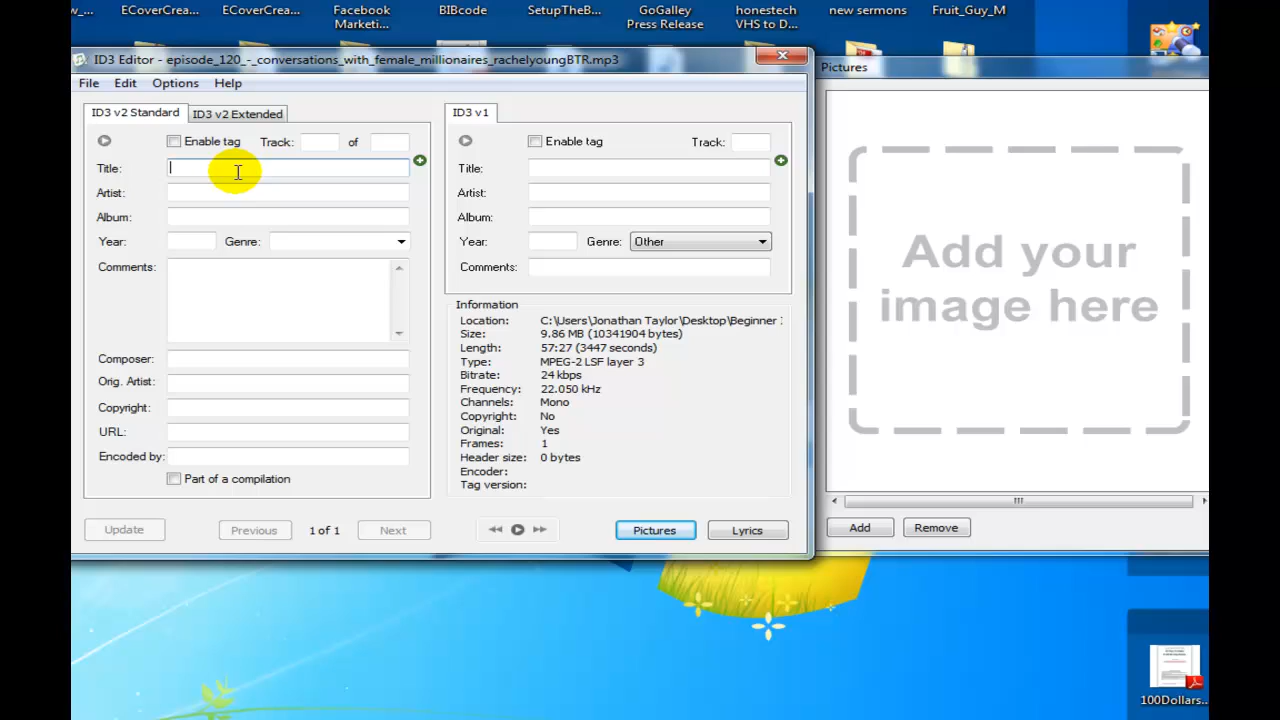 ECoverCrea...
ECoverCrea...
Facebook
Marketi...
BIBcode
SetupTheB...
GoGalley
Press Release
honestech
VHS to D...
new sermons
Fruit_Guy_M
ID3 Editor - episode_120_-_conversations_with_female_millionaires_rachelyoungBTR.mp3
File Edit Options Help
ID3 v2 Standard ID3 v2 Extended
Enable tag Track: of
Title:
Artist:
Album:
Year: Genre:
Comments:
Composer:
Orig. Artist:
Copyright:
URL:
Encoded by:
Part of a compilation
Update Previous 1 of 1 Next
ID3 v1
Enable tag Track:
Title:
Artist:
Album:
Year: Genre: Other
Comments:
Information
Location: C:\Users\Jonathan Taylor\Desktop\Beginner
Size: 9.86 MB (10341904 bytes)
Length: 57:27 (3447 seconds)
Type: MPEG-2 LSF layer 3
Bitrate: 24 kbps
Frequency: 22.050 kHz
Channels: Mono
Copyright: No
Original: Yes
Frames: 1
Header size: 0 bytes
Encoder:
Tag version:
Pictures Lyrics
Pictures
Add your
image here
Add Remove
100Dollars...